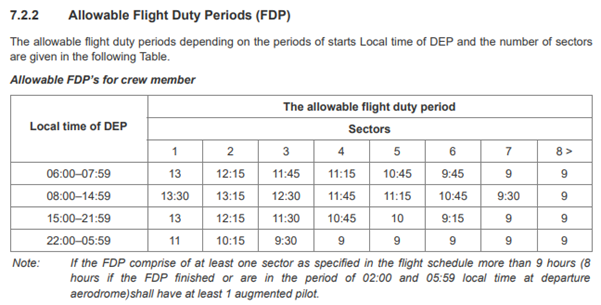 7.2.2 Allowable Flight Duty Periods (FDP)
The allowable flight duty periods depending on the periods of starts Local time of DEP and the number of sectors
are given in the following Table.
Allowable FDP's for crew member
Local time of DEP
The allowable flight duty period
Sectors
1 2 3 4 5 6 7 8 >
06:00–07:59 13 12:15 11:45 11:15 10:45 9:45 9 9
08:00–14:59 13:30 13:15 12:30 11:45 11:15 10:45 9:30 9
15:00–21:59 13 12:15 11:30 10:45 10 9:15 9 9
22:00–05:59 11 10:15 9:30 9 9 9 9 9
Note: If the FDP comprise of at least one sector as specified in the flight schedule more than 9 hours (8
hours if the FDP finished or are in the period of 02:00 and 05:59 local time at departure
aerodrome)shall have at least 1 augmented pilot.